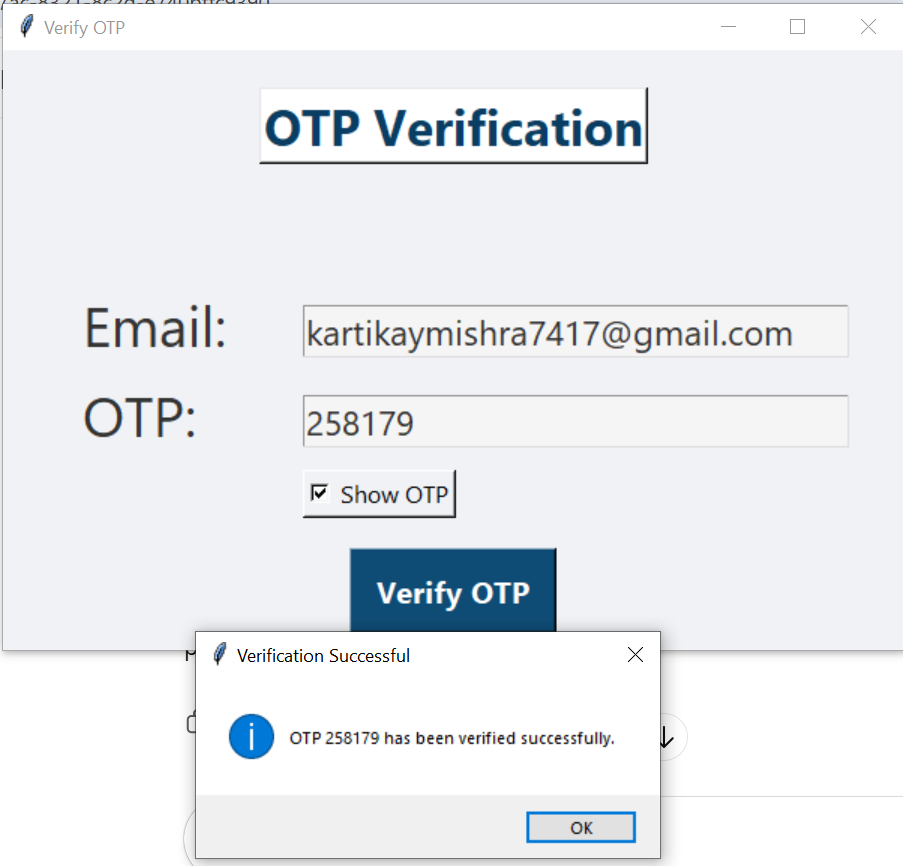 Verify OTP
OTP Verification
Email:
kartikaymishra7417@gmail.com
OTP:
258179
Show OTP
Verify OTP
Verification Successful
OTP 258179 has been verified successfully.
OK